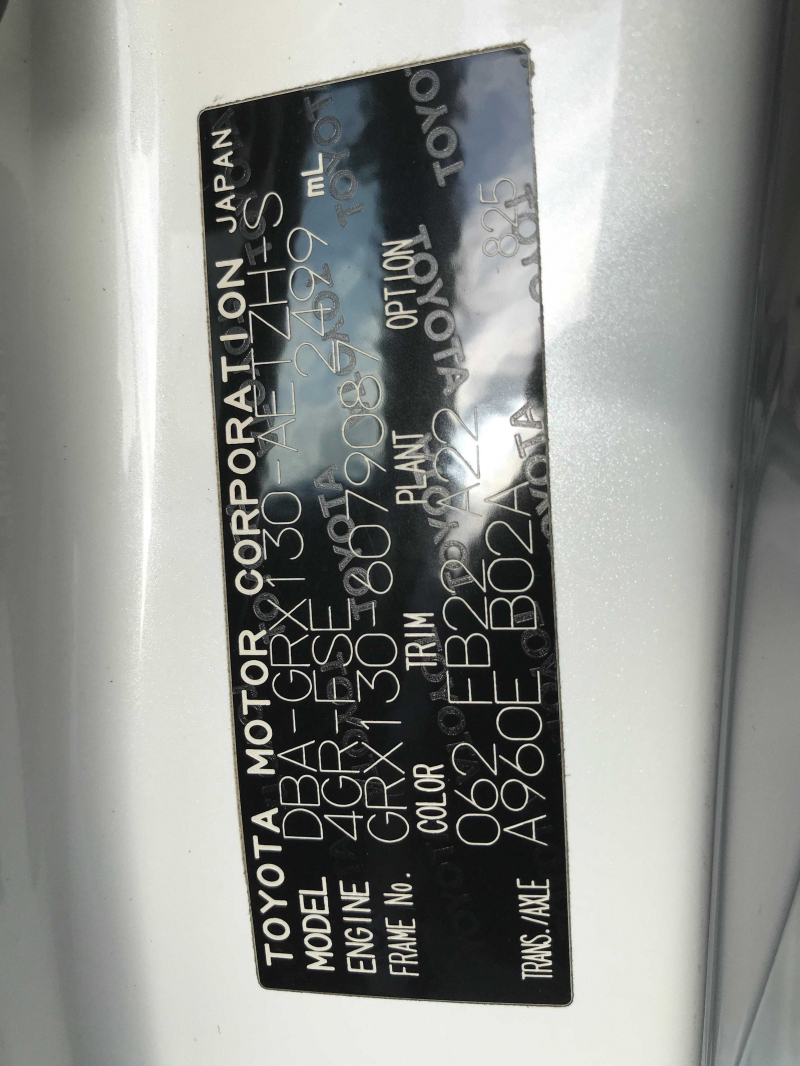 TOYOTA MOTOR CORPORATION JAPAN
MODEL DBA-GRX130-AETZH-S
ENGINE 4GR-FSE 2499 mL
FRAME No. GRX130-6079087
COLOR TRIM PLANT OPTION
062 FB22 A22
TRANS./AXLE A960E B02A 825